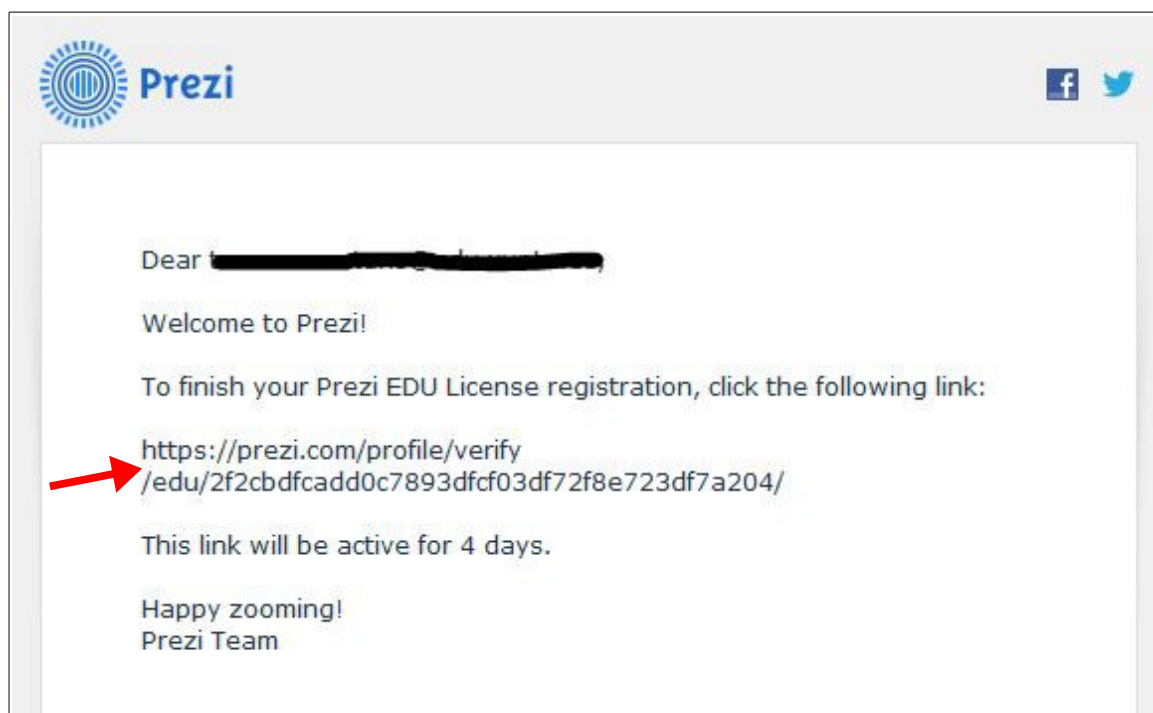 Prezi
Dear
Welcome to Prezi!
To finish your Prezi EDU License registration, click the following link:
https://prezi.com/profile/verify
/edu/2f2cbdfcadd0c7893dfcf03df72f8e723df7a204/
This link will be active for 4 days.
Happy zooming!
Prezi Team